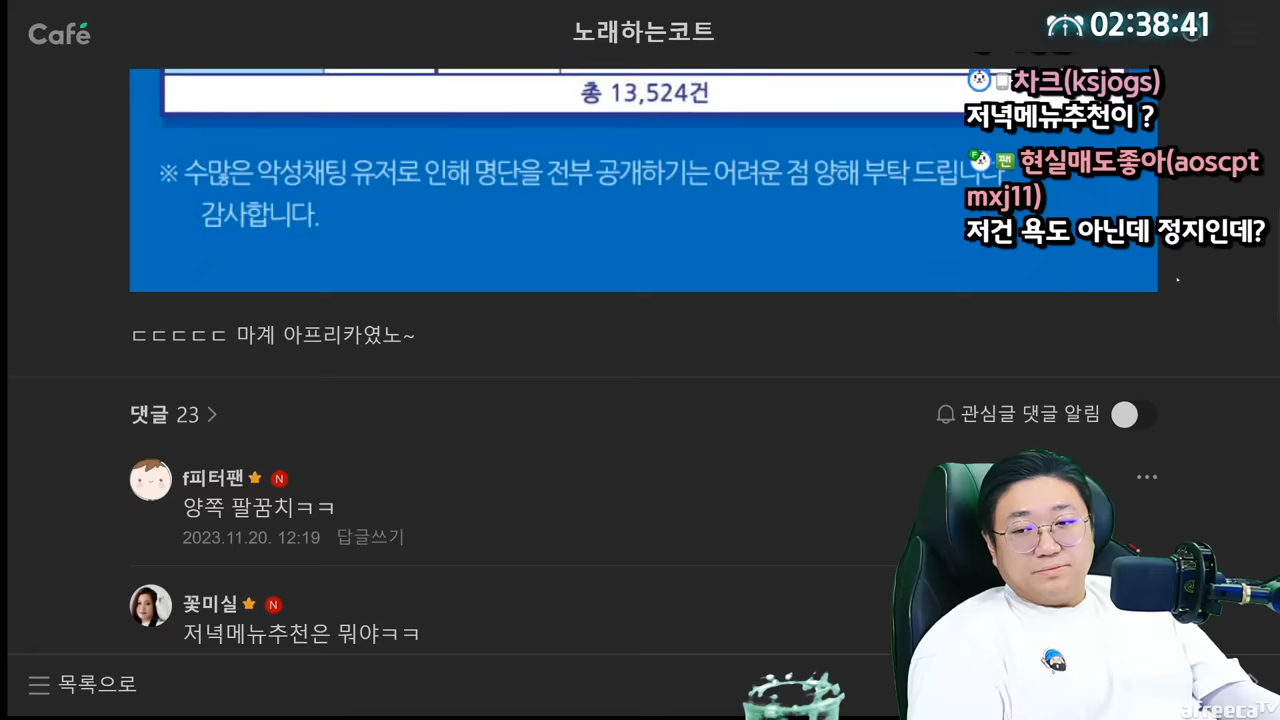 Café
노래하는코트
02:38:41
총 13,524건
차크(ksjogs)
저녁메뉴추천이 ?
※ 수많은 악성채팅 유저로 인해 명단을 전부 공개하기는 어려운 점 양해 부탁 드립니다
감사합니다.
현실매도좋아(aoscpt
mxj11)
저건 욕도 아닌데 정지인데?
ㄷㄷㄷㄷㄷ 마계 아프리카였노~
댓글 23 >
관심글 댓글 알림
f피터팬 N
양쪽 팔꿈치ㅋㅋ
2023.11.20. 12:19 답글쓰기
꽃미실 N
저녁메뉴추천은 뭐야ㅋㅋ
목록으로
afreecaTV